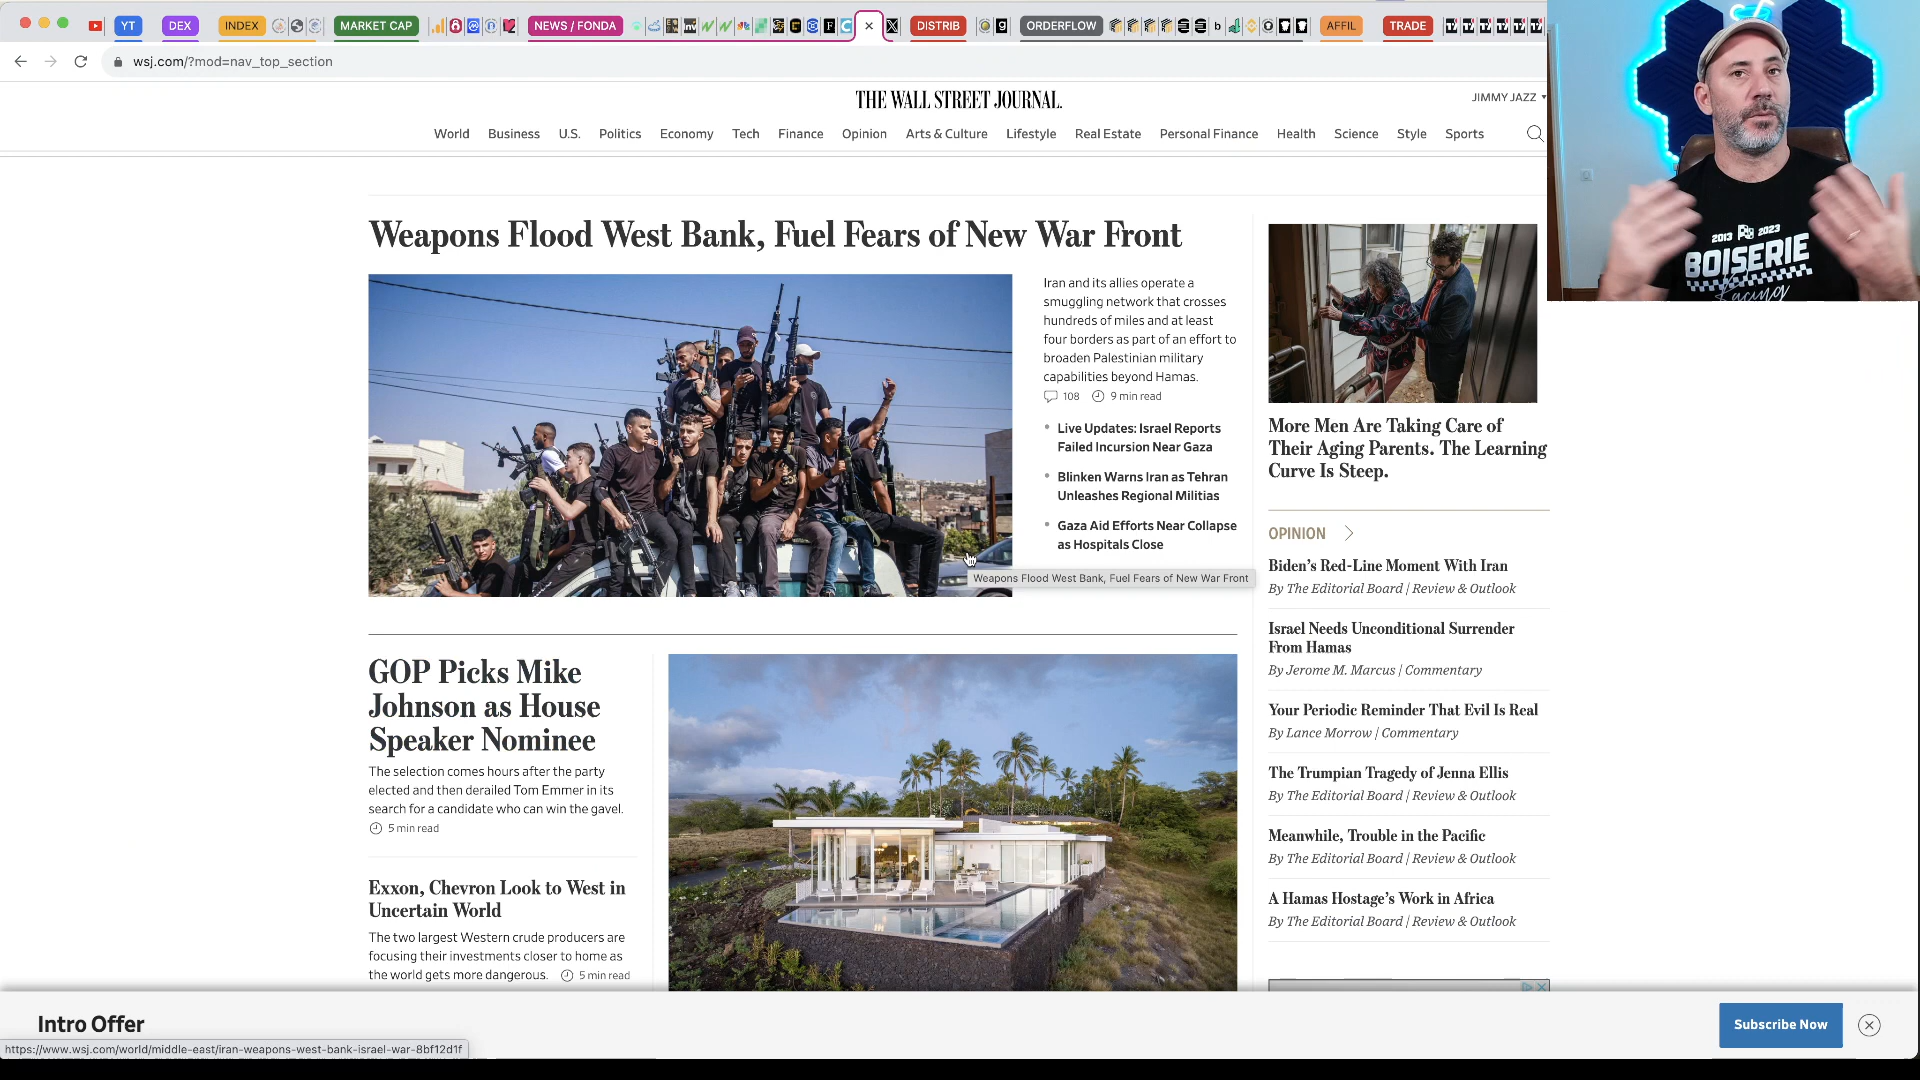 YT
DEX
INDEX
MARKET CAP
NEWS / FONDA
DISTRIB
ORDERFLOW
AFFIL
TRADE
wsj.com/?mod=nav_top_section
THE WALL STREET JOURNAL.
JIMMY JAZZ
World Business U.S. Politics Economy Tech Finance Opinion Arts & Culture Lifestyle Real Estate Personal Finance Health Science Style Sports
Weapons Flood West Bank, Fuel Fears of New War Front
Iran and its allies operate a
smuggling network that crosses
hundreds of miles and at least
four borders as part of an effort to
broaden Palestinian military
capabilities beyond Hamas.
108 9 min read
Live Updates: Israel Reports
Failed Incursion Near Gaza
Blinken Warns Iran as Tehran
Unleashes Regional Militias
Gaza Aid Efforts Near Collapse
as Hospitals Close
Weapons Flood West Bank, Fuel Fears of New War Front
GOP Picks Mike
Johnson as House
Speaker Nominee
The selection comes hours after the party
elected and then derailed Tom Emmer in its
search for a candidate who can win the gavel.
5 min read
Exxon, Chevron Look to West in
Uncertain World
The two largest Western crude producers are
focusing their investments closer to home as
the world gets more dangerous. 5 min read
More Men Are Taking Care of
Their Aging Parents. The Learning
Curve Is Steep.
OPINION
Biden's Red-Line Moment With Iran
By The Editorial Board | Review & Outlook
Israel Needs Unconditional Surrender
From Hamas
By Jerome M. Marcus | Commentary
Your Periodic Reminder That Evil Is Real
By Lance Morrow | Commentary
The Trumpian Tragedy of Jenna Ellis
By The Editorial Board | Review & Outlook
Meanwhile, Trouble in the Pacific
By The Editorial Board | Review & Outlook
A Hamas Hostage's Work in Africa
By The Editorial Board | Review & Outlook
2013 2023
BOISERIE
Racing
Intro Offer
Subscribe Now
https://www.wsj.com/world/middle-east/iran-weapons-west-bank-israel-war-8bf12d1f